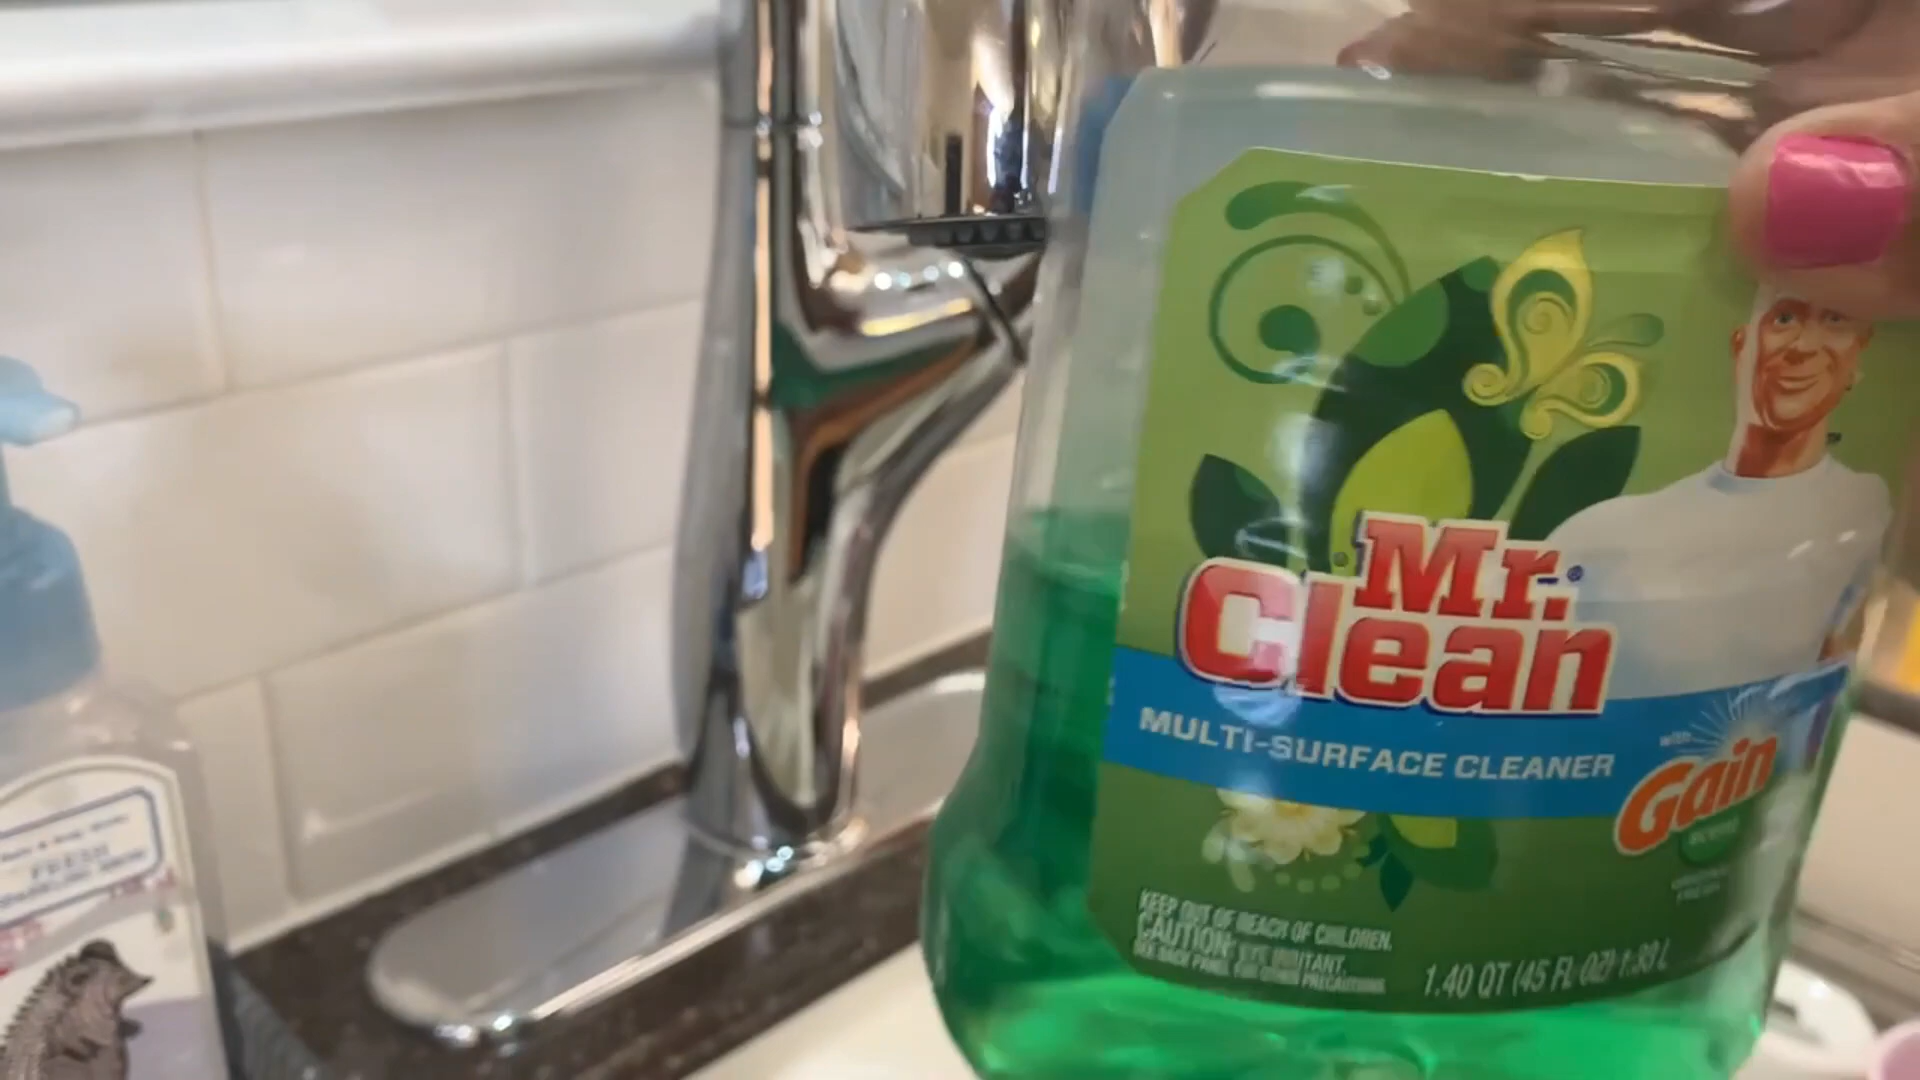 Mr.
Clean
MULTI-SURFACE CLEANER
with
Gain
KEEP OUT OF REACH OF CHILDREN.
CAUTION: EYE IRRITANT.
SEE BACK PANEL FOR OTHER PRECAUTIONS
1.40 QT (45 FL OZ) 1.33 L
FRESH